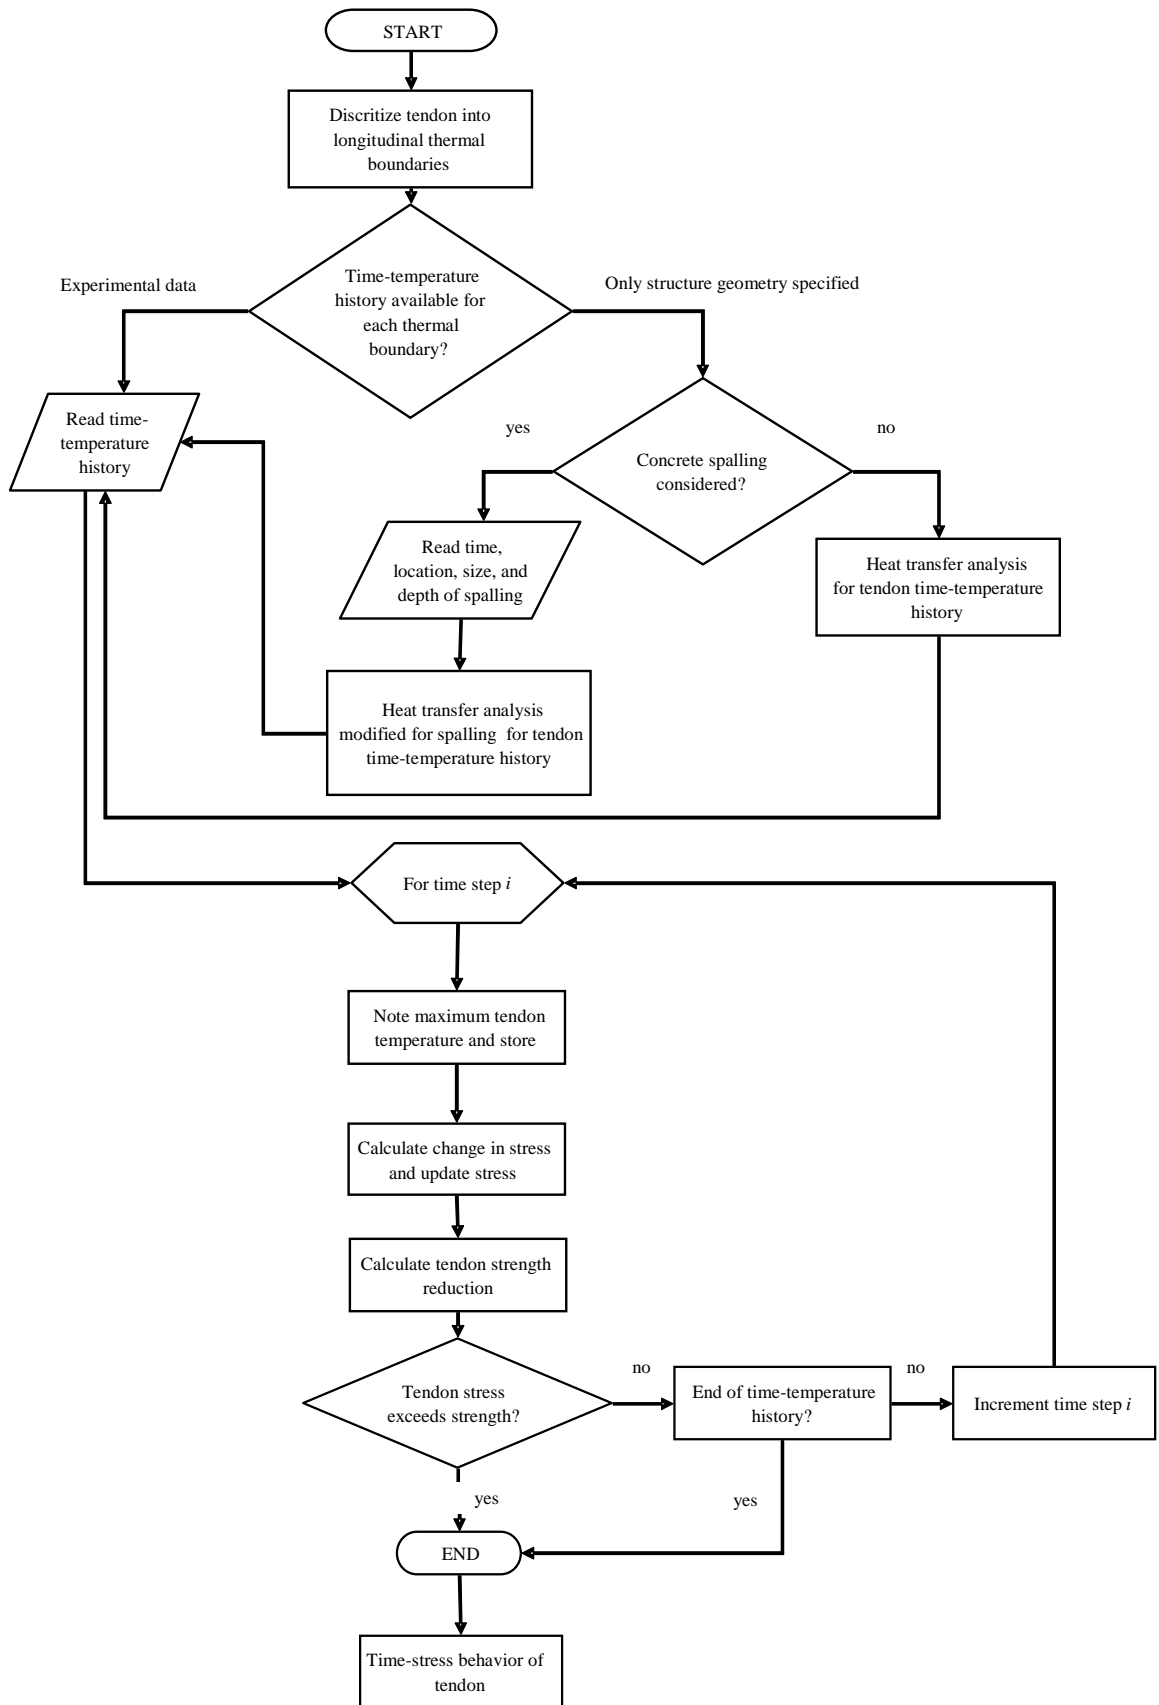 START
Discritize tendon into
longitudinal thermal
boundaries
Time-temperature
history available for
each thermal
boundary?
Experimental data
Only structure geometry specified
Read time-
temperature
history
yes
no
Concrete spalling
considered?
Read time,
location, size, and
depth of spalling
Heat transfer analysis
for tendon time-temperature
history
Heat transfer analysis
modified for spalling for tendon
time-temperature history
For time step i
Note maximum tendon
temperature and store
Calculate change in stress
and update stress
Calculate tendon strength
reduction
Tendon stress
exceeds strength?
no
End of time-temperature
history?
no
Increment time step i
yes
yes
END
Time-stress behavior of
tendon